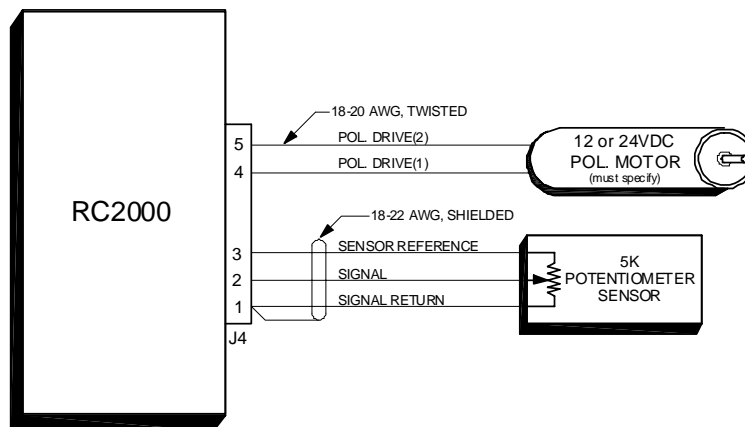 18-20 AWG, TWISTED
5
POL. DRIVE(2)
4
POL. DRIVE(1)
12 or 24VDC
POL. MOTOR
(must specify)
RC2000
18-22 AWG, SHIELDED
3
SENSOR REFERENCE
2
SIGNAL
1
SIGNAL RETURN
J4
5K
POTENTIOMETER
SENSOR